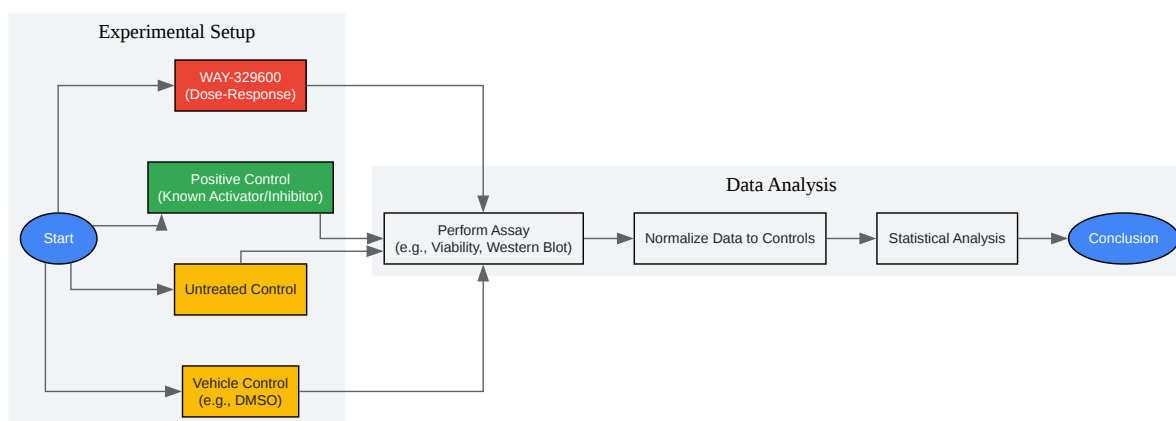 Experimental Setup
WAY-329600
(Dose-Response)
Positive Control
(Known Activator/Inhibitor)
Start
Untreated Control
Vehicle Control
(e.g., DMSO)
Data Analysis
Perform Assay
(e.g., Viability, Western Blot)
Normalize Data to Controls
Statistical Analysis
Conclusion